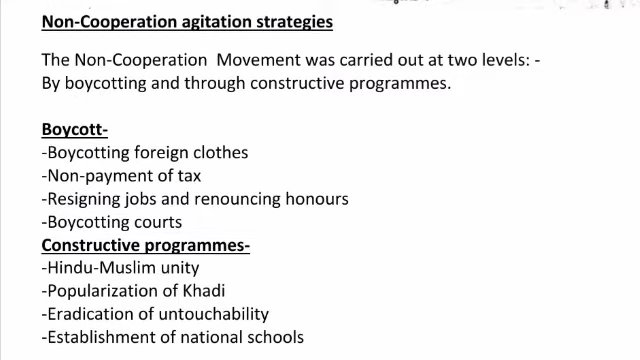 Non-Cooperation agitation strategies
The Non-Cooperation Movement was carried out at two levels: -
By boycotting and through constructive programmes.
Boycott-
-Boycotting foreign clothes
-Non-payment of tax
-Resigning jobs and renouncing honours
-Boycotting courts
Constructive programmes-
-Hindu-Muslim unity
-Popularization of Khadi
-Eradication of untouchability
-Establishment of national schools